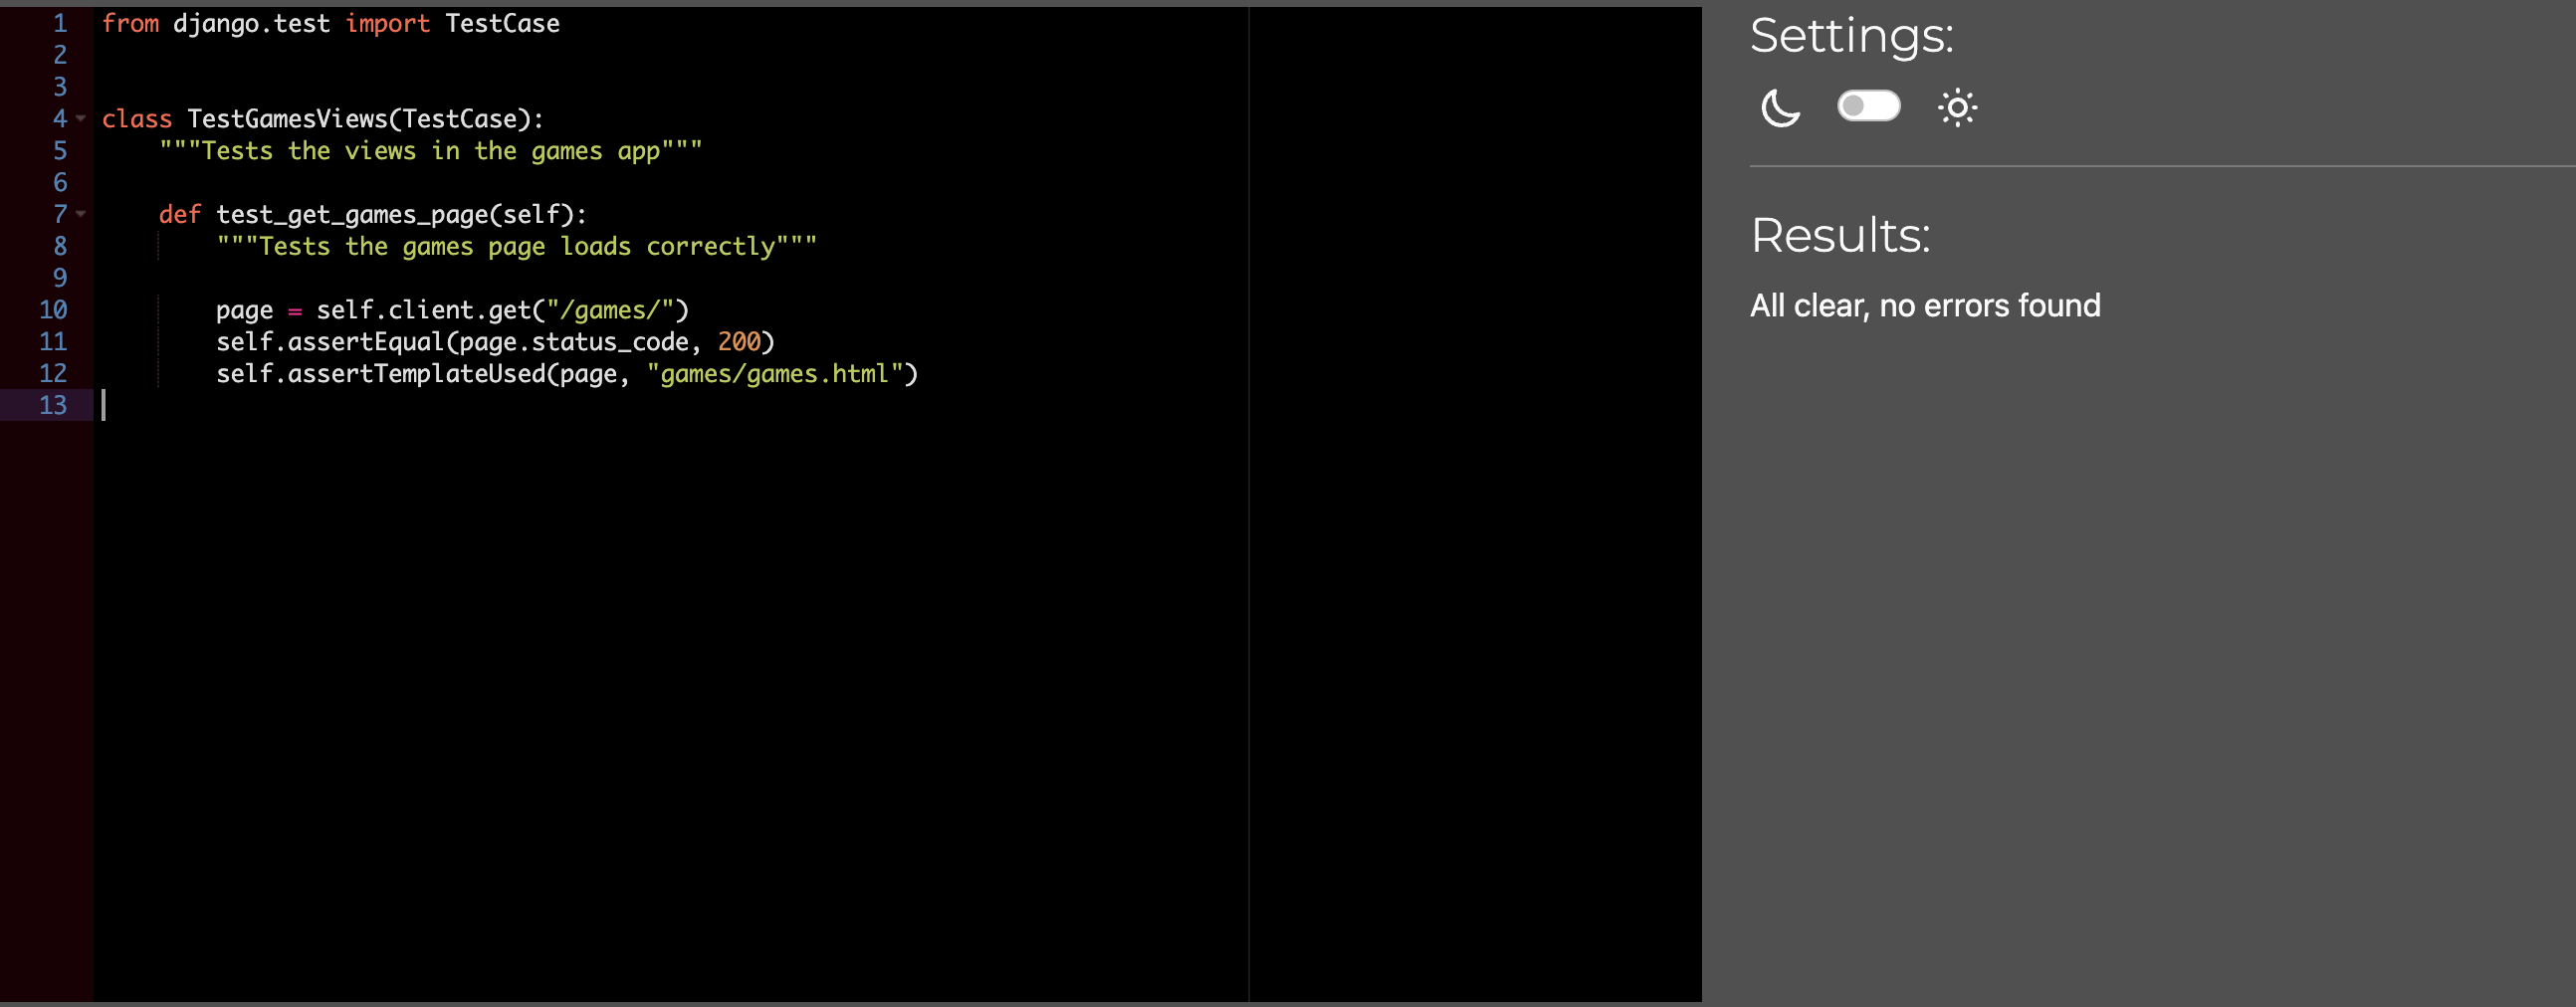 1 from django.test import TestCase
2
3
4 class TestGamesViews(TestCase):
5     """Tests the views in the games app"""
6
7     def test_get_games_page(self):
8         """Tests the games page loads correctly"""
9
10         page = self.client.get("/games/")
11         self.assertEqual(page.status_code, 200)
12         self.assertTemplateUsed(page, "games/games.html")
13
Settings:
Results:
All clear, no errors found